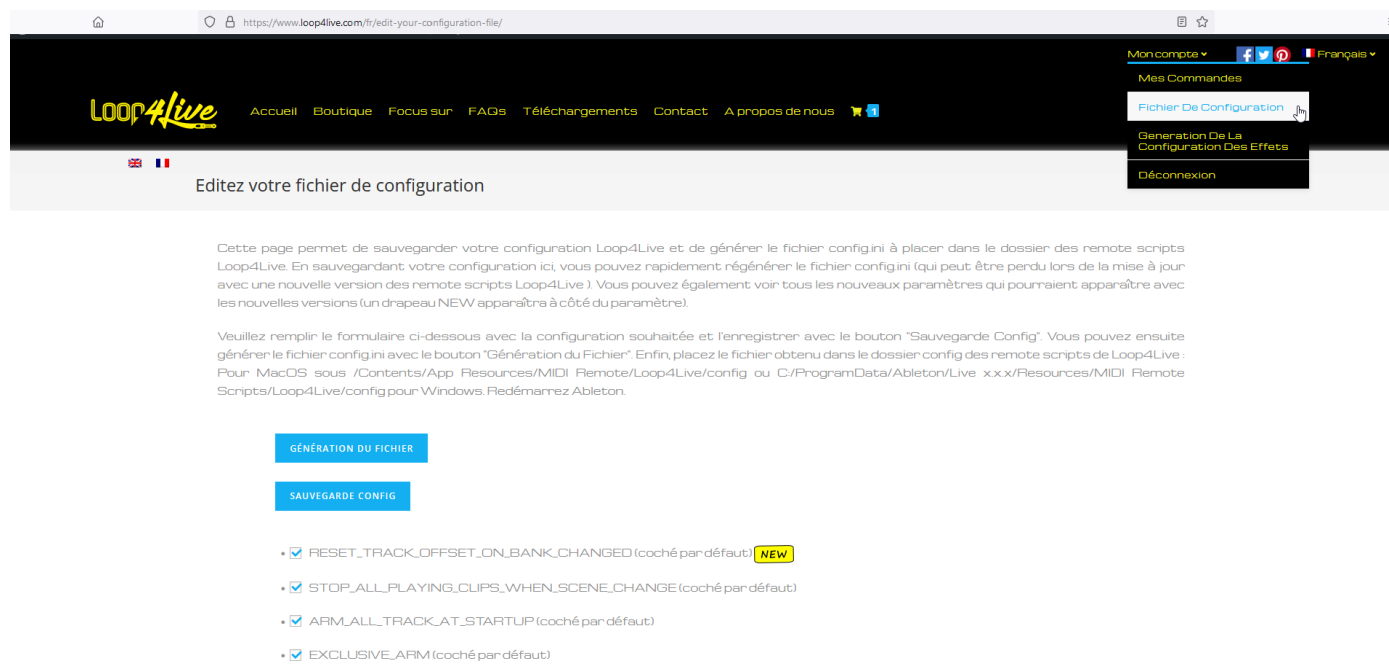 https://www.loop4live.com/fr/edit-your-configuration-file/
Mon compte
Français
Mes Commandes
Loop4Live
Accueil Boutique Focus sur FAQs Téléchargements Contact A propos de nous 1
Fichier De Configuration
Generation De La
Configuration Des Effets
Déconnexion
Editez votre fichier de configuration
Cette page permet de sauvegarder votre configuration Loop4Live et de générer le fichier config.ini à placer dans le dossier des remote scripts
Loop4Live. En sauvegardant votre configuration ici, vous pouvez rapidement régénérer le fichier config.ini (qui peut être perdu lors de la mise à jour
avec une nouvelle version des remote scripts Loop4Live ). Vous pouvez également voir tous les nouveaux paramètres qui pourraient apparaître avec
les nouvelles versions (un drapeau NEW apparaîtra à côté du paramètre).
Veuillez remplir le formulaire ci-dessous avec la configuration souhaitée et l'enregistrer avec le bouton "Sauvegarde Config". Vous pouvez ensuite
générer le fichier config.ini avec le bouton "Génération du Fichier". Enfin, placez le fichier obtenu dans le dossier config des remote scripts de Loop4Live :
Pour MacOS sous /Contents/App Resources/MIDI Remote/Loop4Live/config ou C:/ProgramData/Ableton/Live x.x.x/Resources/MIDI Remote
Scripts/Loop4Live/config pour Windows. Redémarrez Ableton.
GÉNÉRATION DU FICHIER
SAUVEGARDE CONFIG
RESET_TRACK_OFFSET_ON_BANK_CHANGED (coché par défaut) NEW
STOP_ALL_PLAYING_CLIPS_WHEN_SCENE_CHANGE (coché par défaut)
ARM_ALL_TRACK_AT_STARTUP (coché par défaut)
EXCLUSIVE_ARM (coché par défaut)